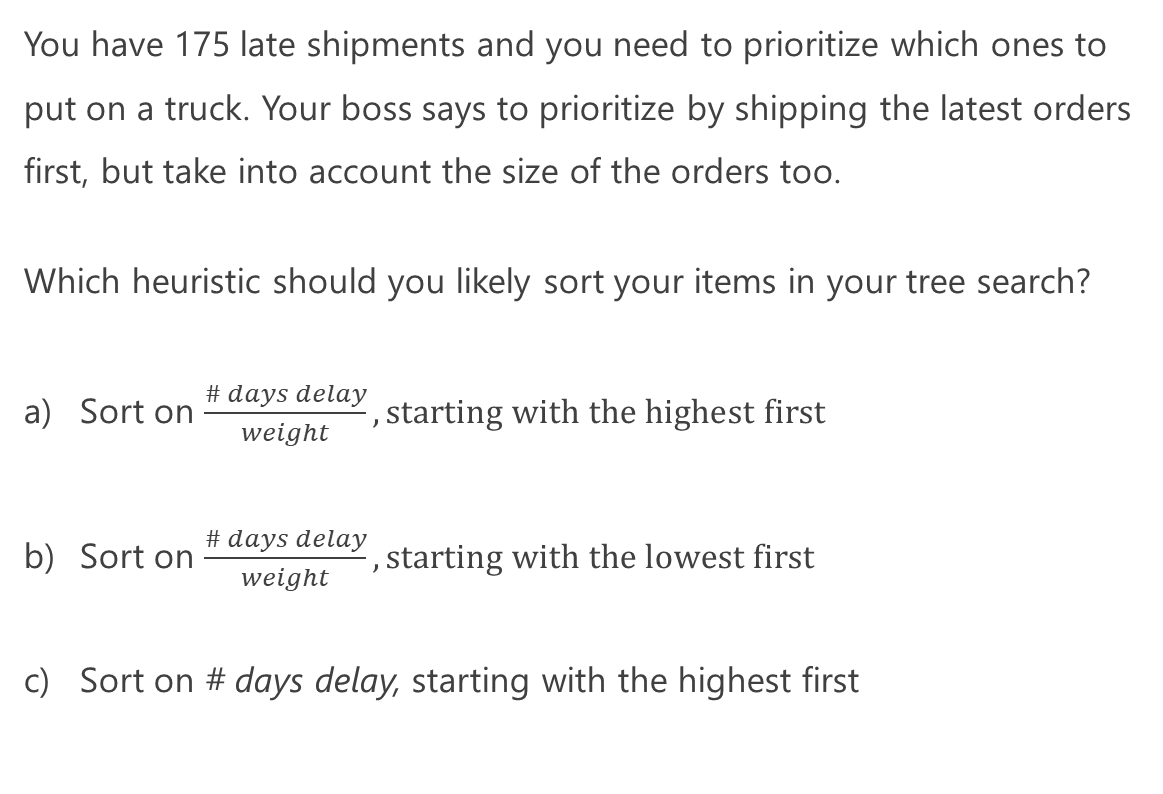 You have 175 late shipments and you need to prioritize which ones to
put on a truck. Your boss says to prioritize by shipping the latest orders
first, but take into account the size of the orders too.
Which heuristic should you likely sort your items in your tree search?
a) Sort on # days delay / weight, starting with the highest first
b) Sort on # days delay / weight, starting with the lowest first
c) Sort on # days delay, starting with the highest first